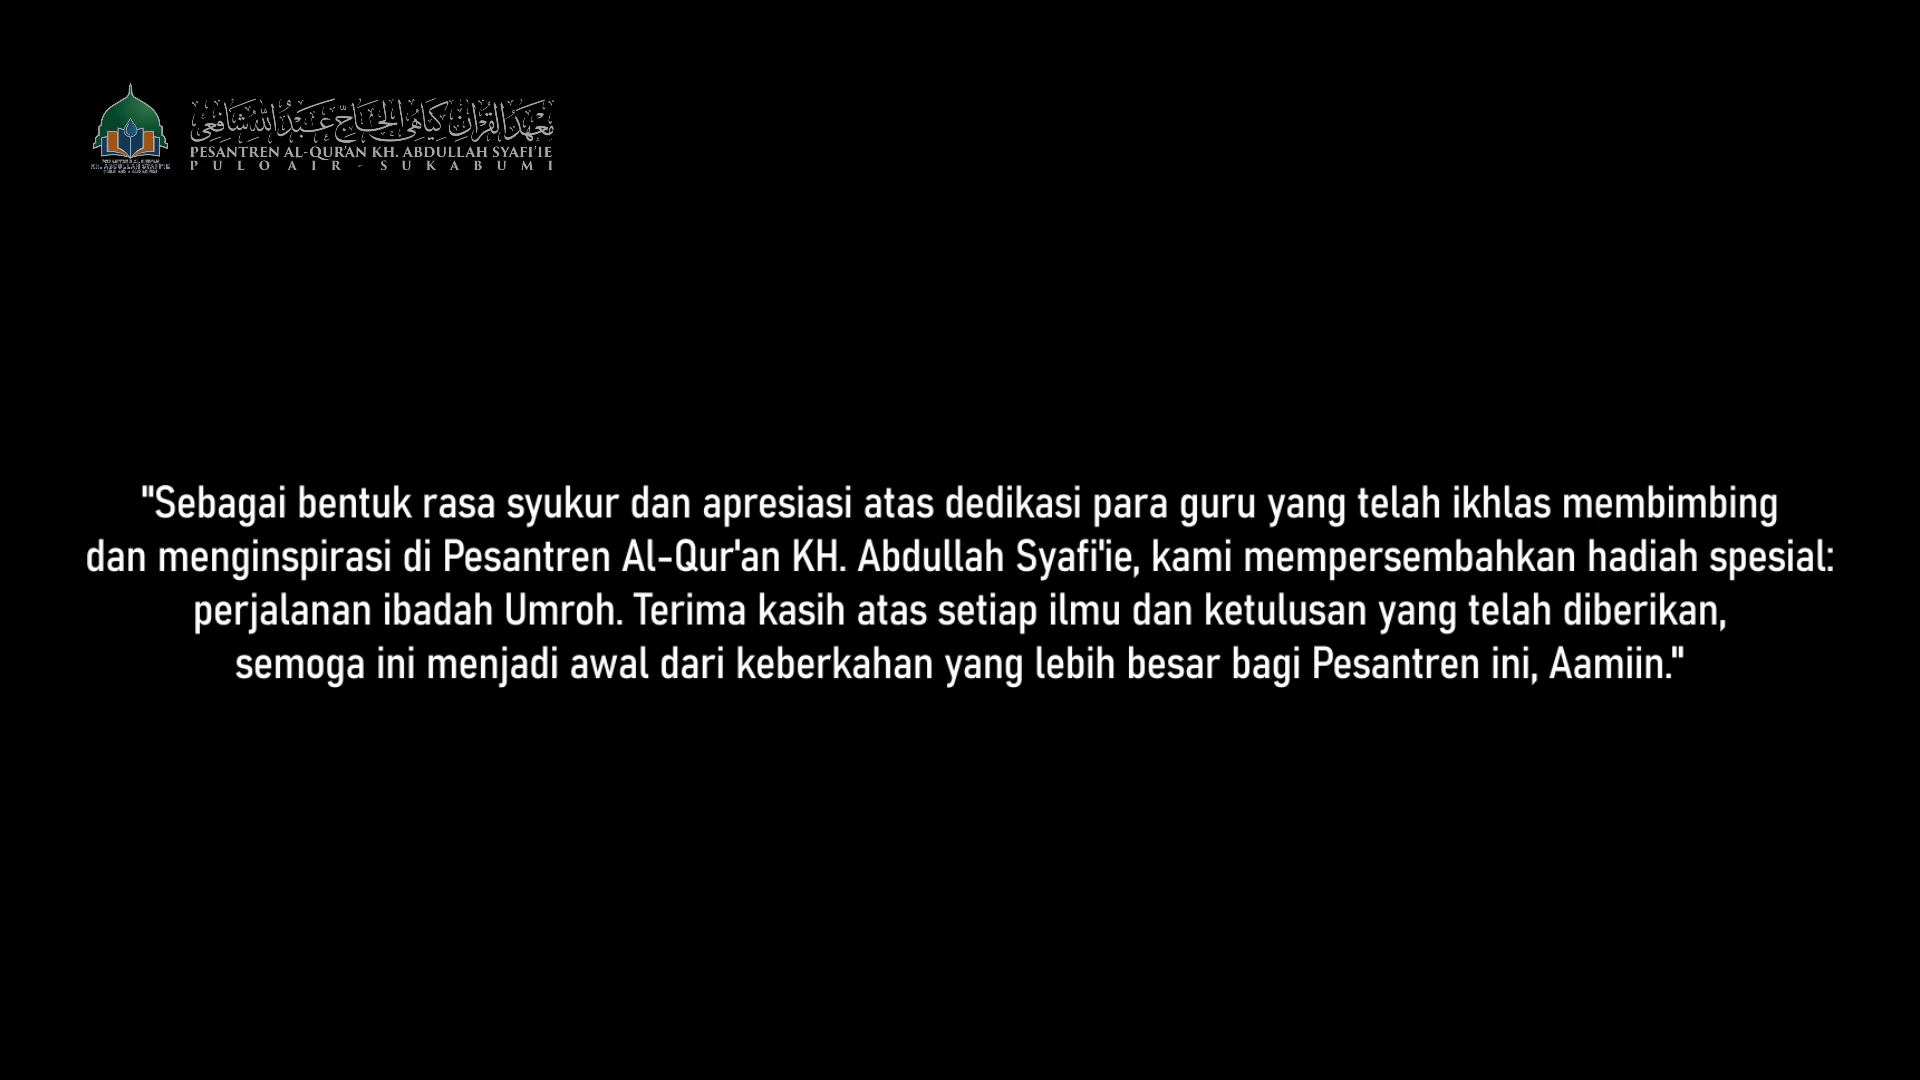 معهد القرآن كياهي الحاج عبد الله شافعي
PESANTREN AL-QUR'AN KH. ABDULLAH SYAFI'IE
PULO AIR - SUKABUMI
"Sebagai bentuk rasa syukur dan apresiasi atas dedikasi para guru yang telah ikhlas membimbing
dan menginspirasi di Pesantren Al-Qur'an KH. Abdullah Syafi'ie, kami mempersembahkan hadiah spesial:
perjalanan ibadah Umroh. Terima kasih atas setiap ilmu dan ketulusan yang telah diberikan,
semoga ini menjadi awal dari keberkahan yang lebih besar bagi Pesantren ini, Aamiin."